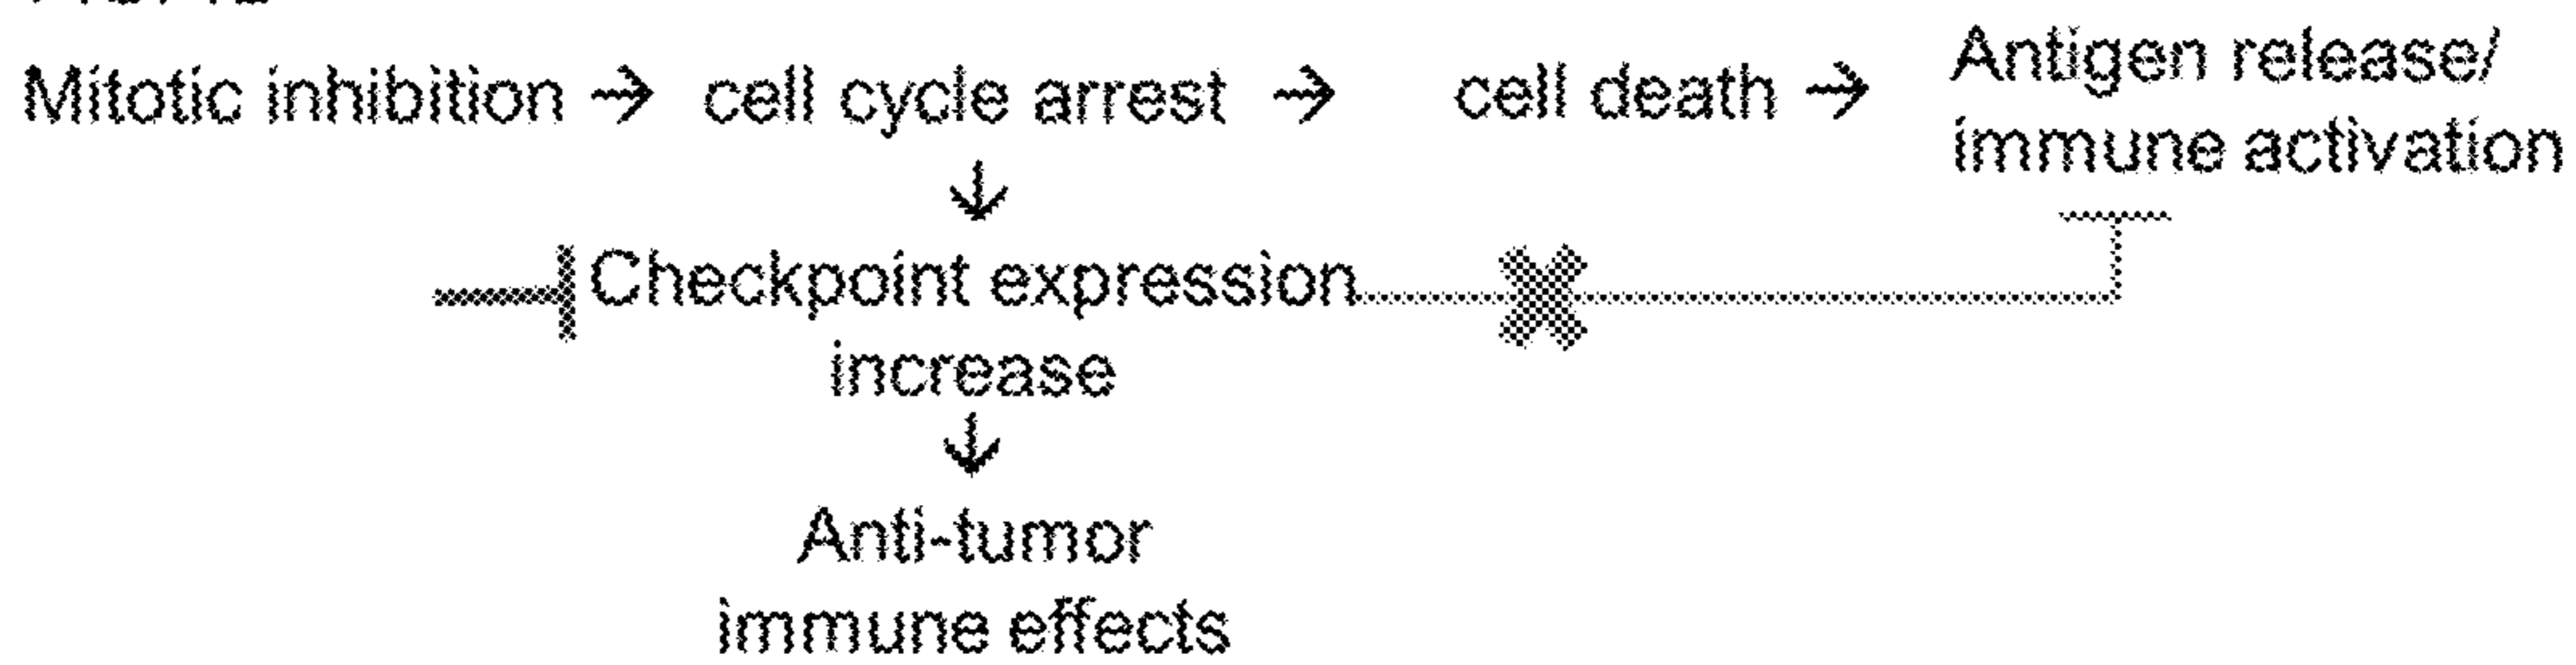 Mitotic inhibition → cell cycle arrest → cell death → Antigen release/
immune activation
↓
Checkpoint expression
increase
↓
Anti-tumor
immune effects